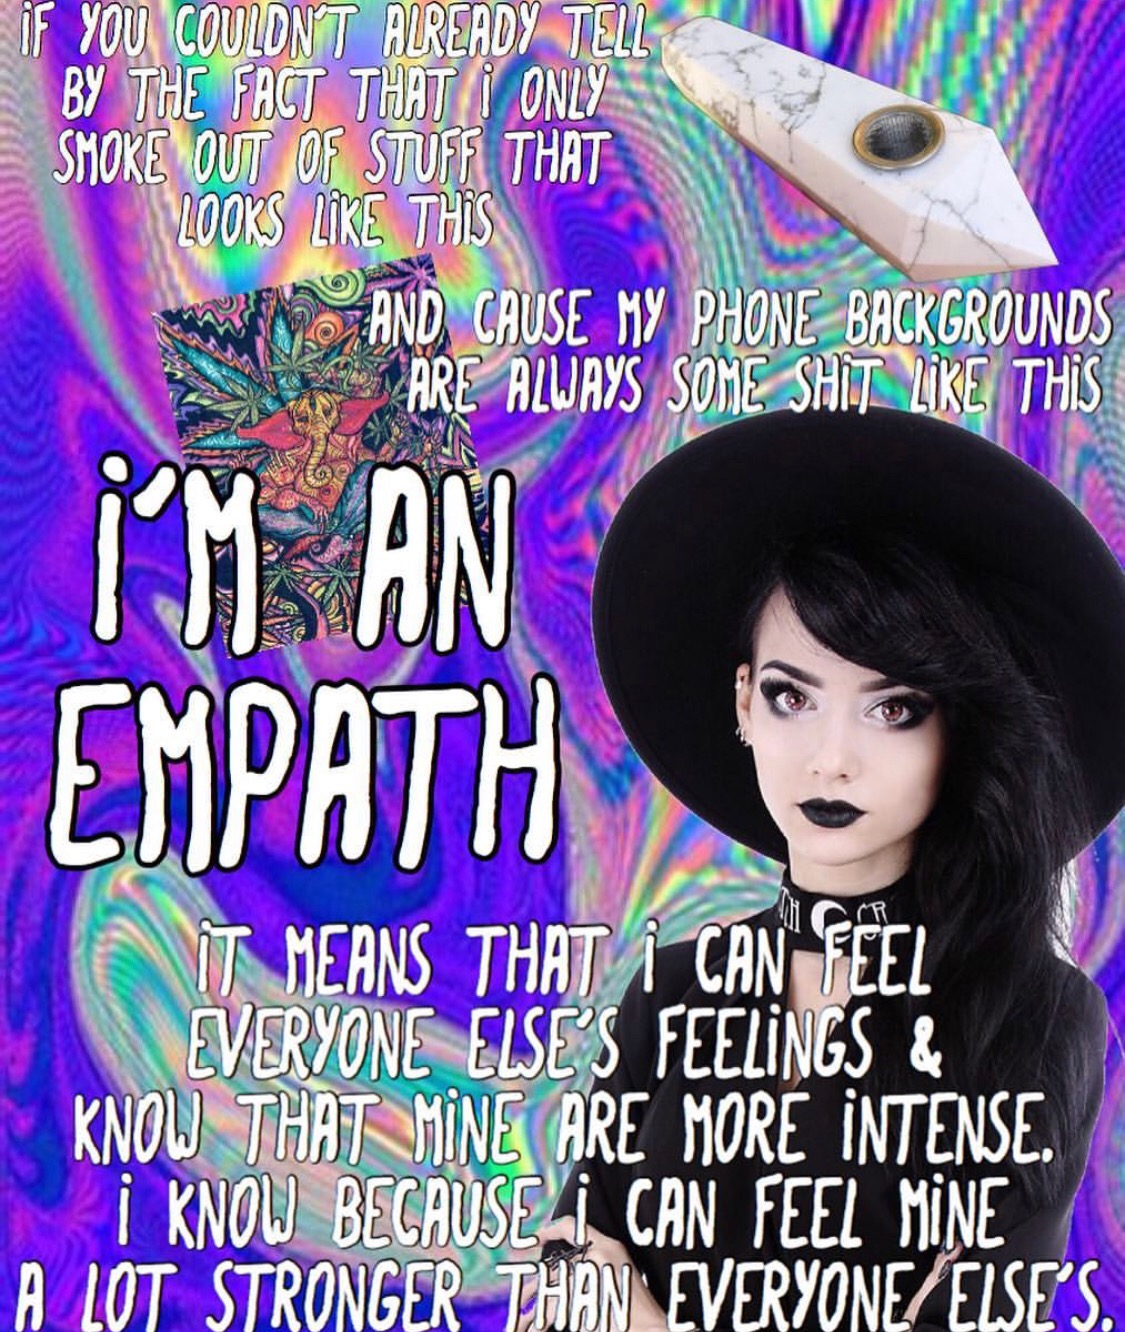 iF YOU COULDN'T ALREADY TELL
BY THE FACT THAT i ONLY
SMOKE OUT OF STUFF THAT
LOOKS LiKE THiS
AND CAUSE MY PHONE BACKGROUNDS
ARE ALWAYS SOME SHiT LiKE THiS
i'M AN
EMPATH
iT MEANS THAT i CAN FEEL
EVERYONE ELSE'S FEELiNGS &
KNOW THAT MiNE ARE MORE iNTENSE.
i KNOW BECAUSE i CAN FEEL MiNE
A LOT STRONGER THAN EVERYONE ELSE'S.